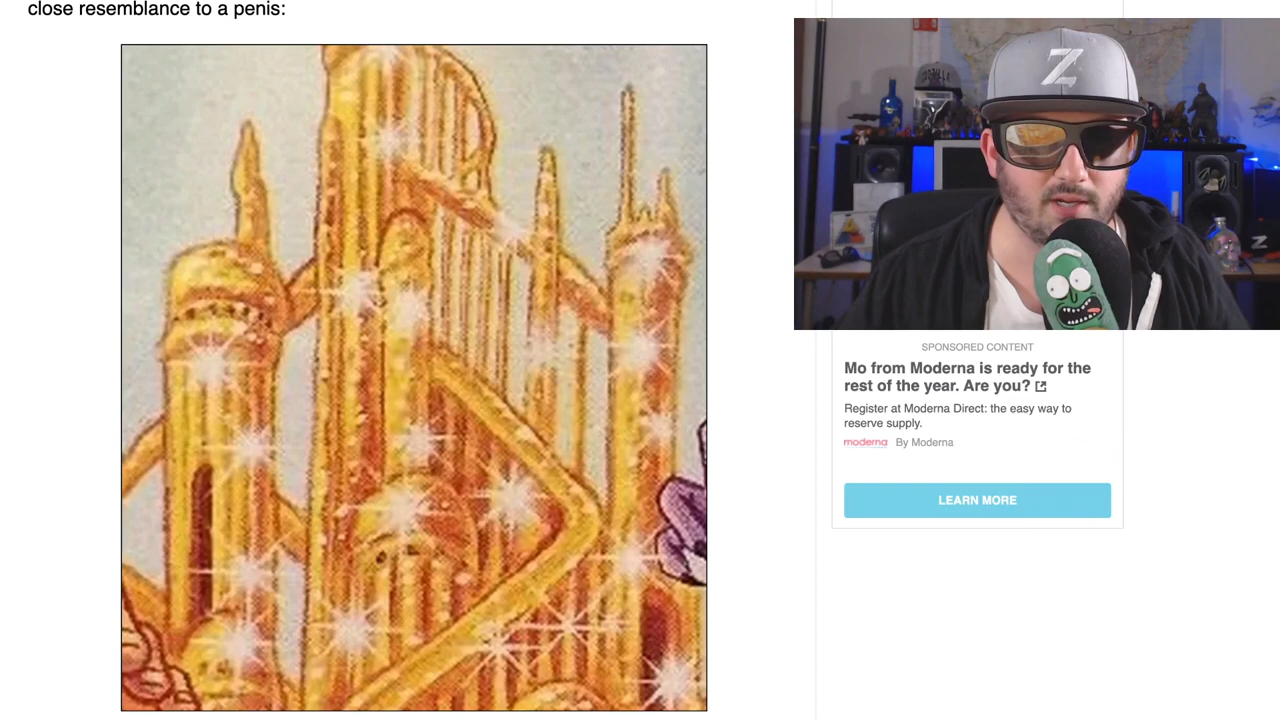 close resemblance to a penis:
Z
SPONSORED CONTENT
Mo from Moderna is ready for the
rest of the year. Are you?
Register at Moderna Direct: the easy way to
reserve supply.
moderna By Moderna
LEARN MORE